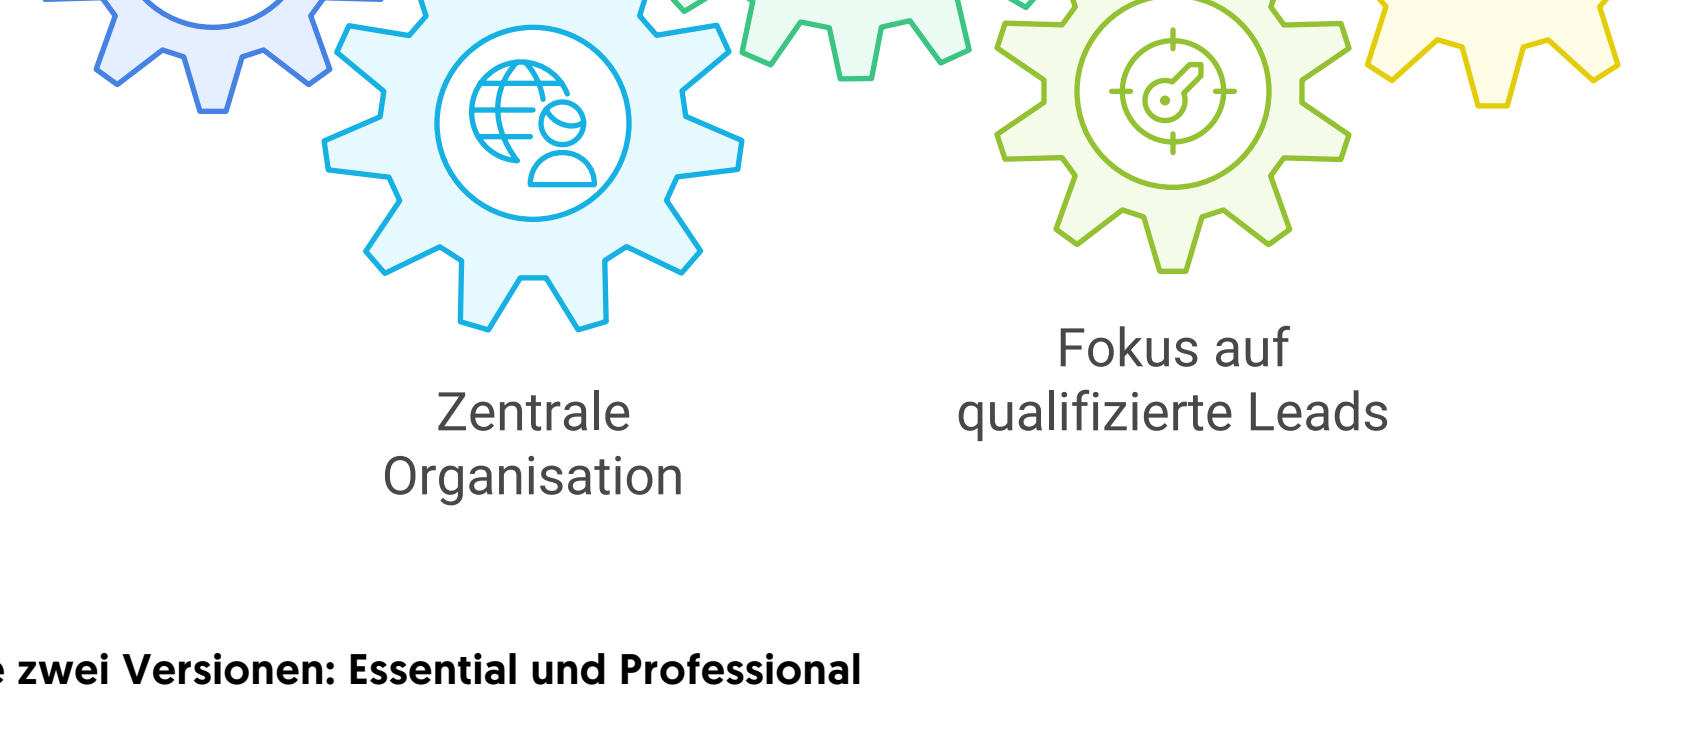 Fokus auf
qualifizierte Leads
Zentrale
Organisation
zwei Versionen: Essential und Professional